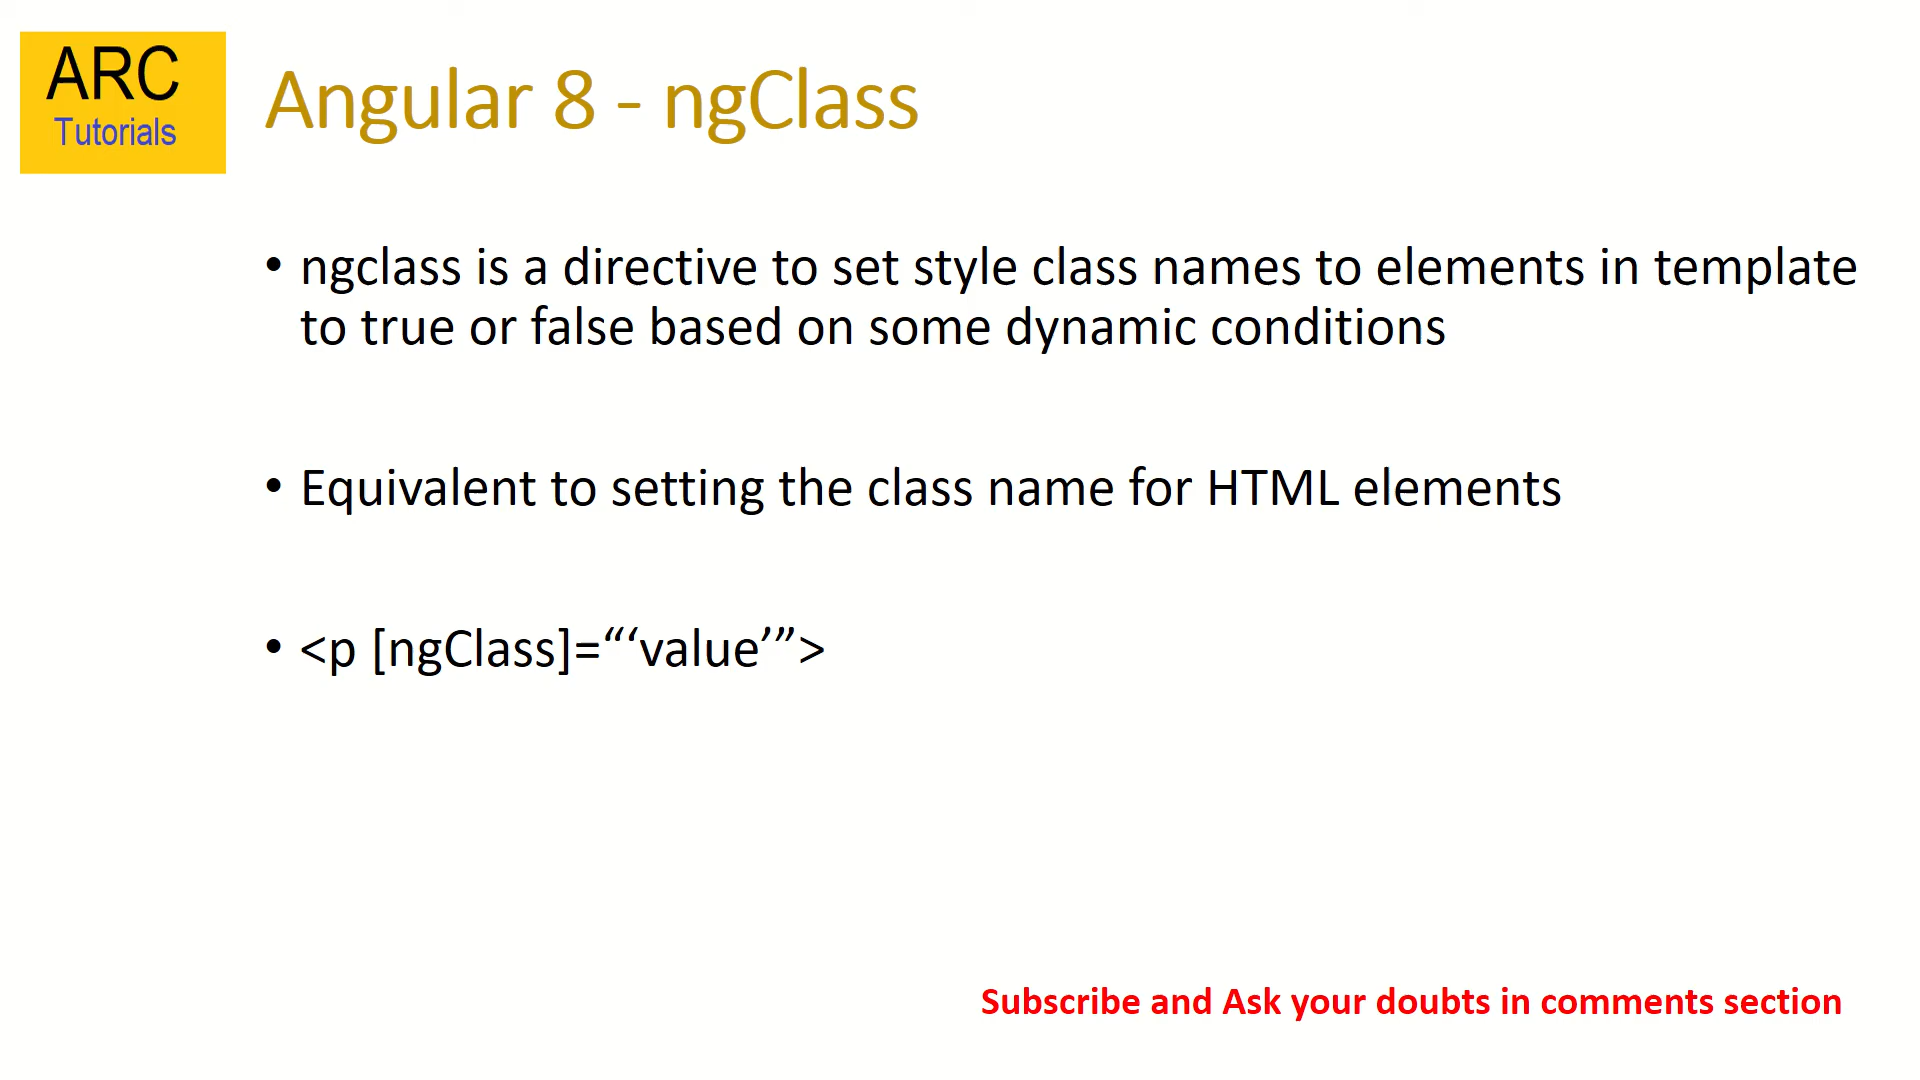 ARC
Tutorials
Angular 8 - ngClass
• ngclass is a directive to set style class names to elements in template
to true or false based on some dynamic conditions
• Equivalent to setting the class name for HTML elements
• <p [ngClass]=“‘value’”>
Subscribe and Ask your doubts in comments section